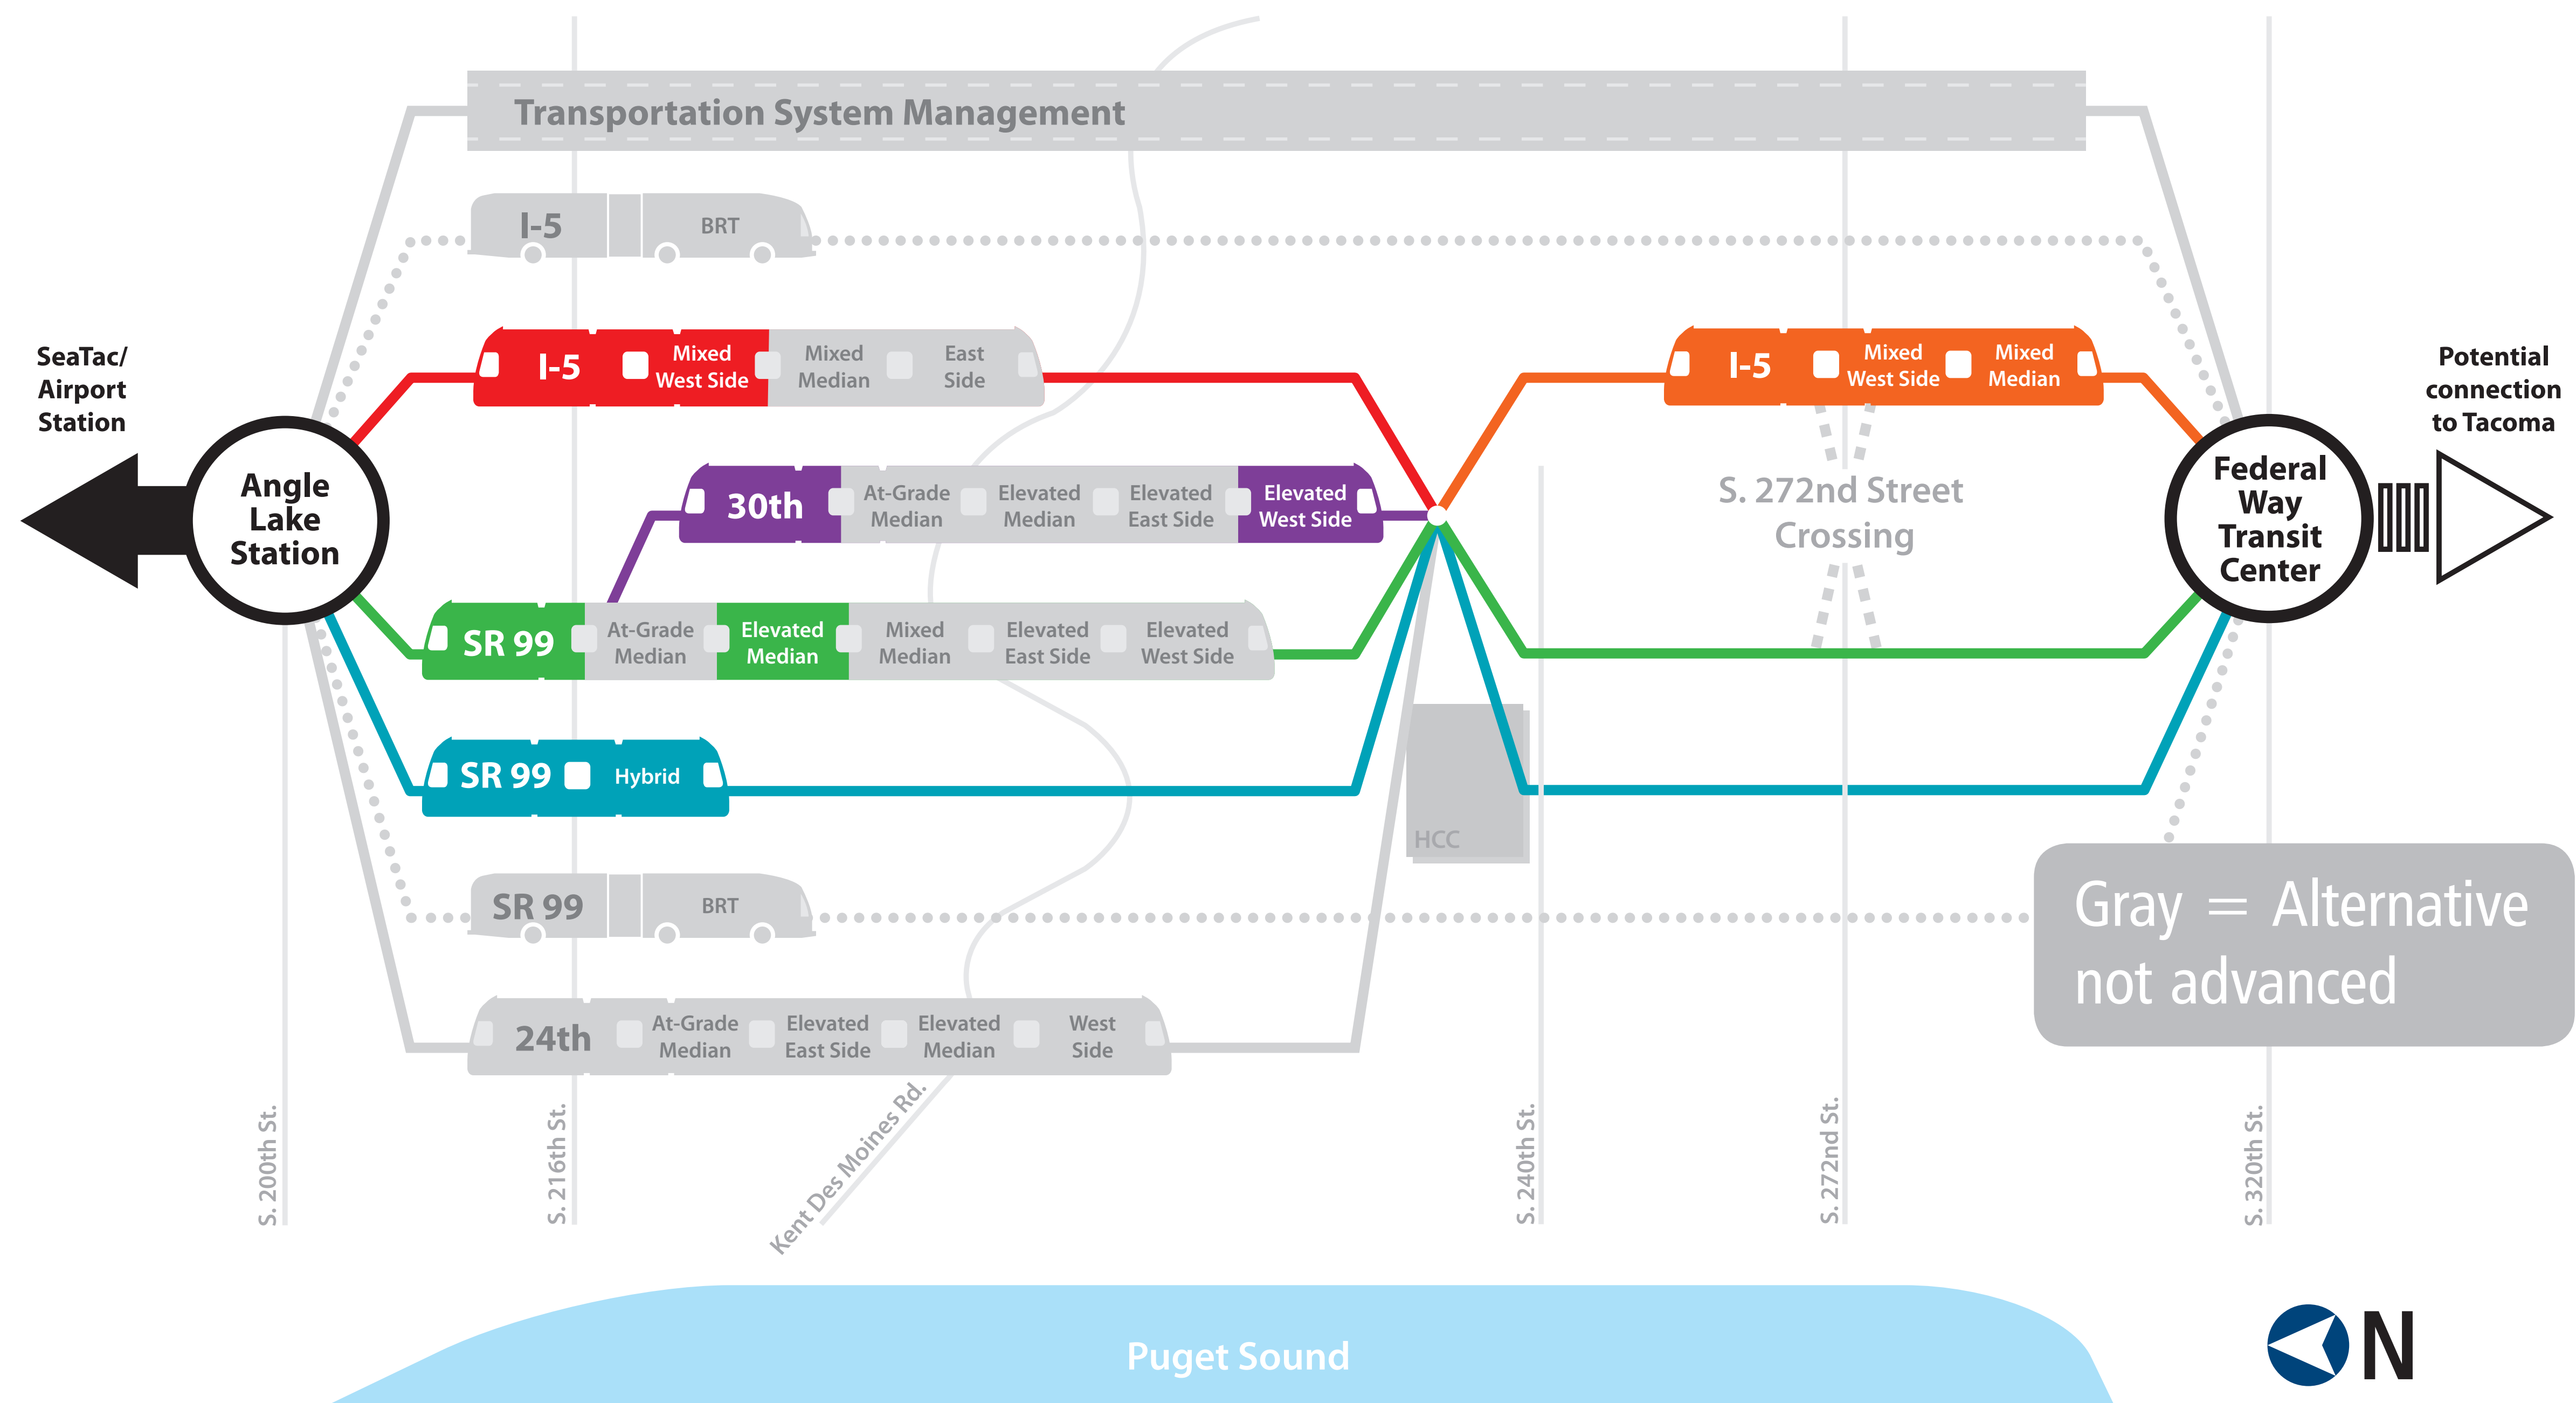 Transportation System Management
I-5
BRT
SeaTac/
Airport
Station
I-5
Mixed
West Side
Mixed
Median
East
Side
I-5
Mixed
West Side
Mixed
Median
Potential
connection
to Tacoma
Angle
Lake
Station
30th
At-Grade
Median
Elevated
Median
Elevated
East Side
Elevated
West Side
S. 272nd Street
Crossing
Federal
Way
Transit
Center
SR 99
At-Grade
Median
Elevated
Median
Mixed
Median
Elevated
East Side
Elevated
West Side
SR 99
Hybrid
HCC
SR 99
BRT
Gray = Alternative
not advanced
24th
At-Grade
Median
Elevated
East Side
Elevated
Median
West
Side
S. 200th St.
S. 216th St.
Kent Des Moines Rd.
S. 240th St.
S. 272nd St.
S. 320th St.
Puget Sound
N